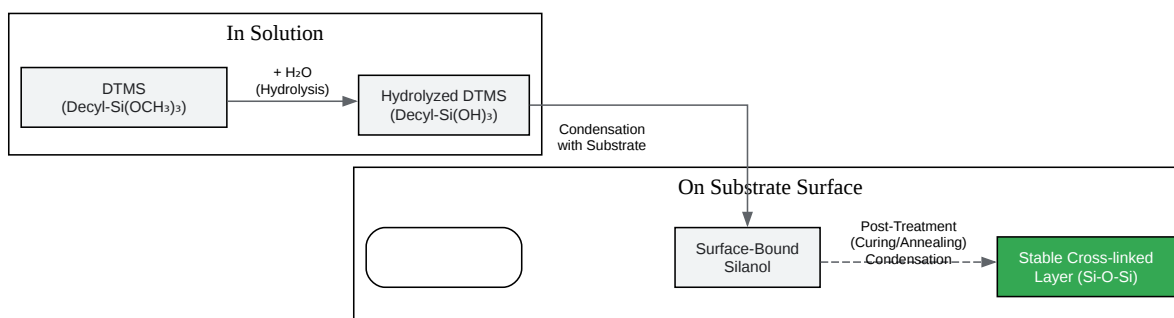 In Solution
DTMS
(Decyl-Si(OCH₃)₃)
+ H₂O
(Hydrolysis)
Hydrolyzed DTMS
(Decyl-Si(OH)₃)
Condensation
with Substrate
On Substrate Surface
Surface-Bound
Silanol
Post-Treatment
(Curing/Annealing)
Condensation
Stable Cross-linked
Layer (Si-O-Si)